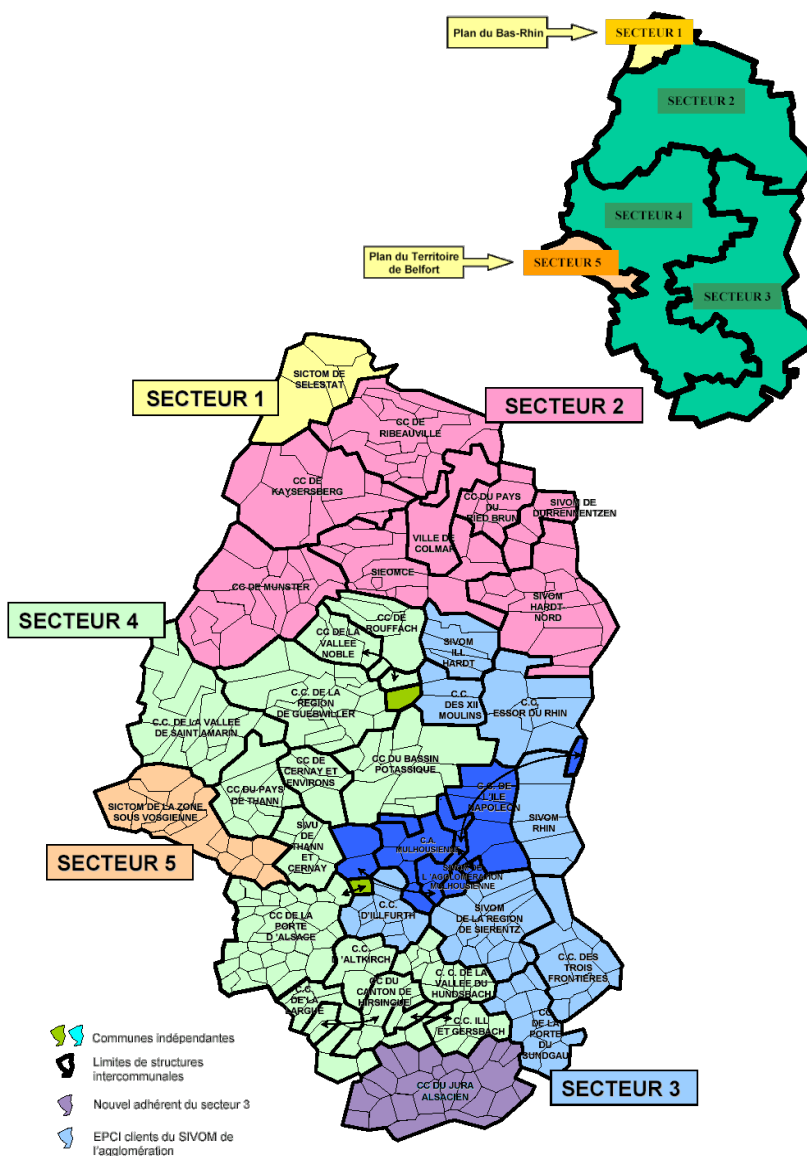 Plan du Bas-Rhin
SECTEUR 1
SECTEUR 2
SECTEUR 4
Plan du Territoire
de Belfort
SECTEUR 5
SECTEUR 3
SICTOM DE
SELESTAT
SECTEUR 1
SECTEUR 2
CC DE
RIBEAUVILLE
CC DE
KAYSERSBERG
CC DU PAYS
DU
RIED BRUN
SIVOM DE
DURRENENTZEN
VILLE DE
COLMAR
SIEOMCE
CC DE MUNSTER
SIVOM
HARDT
NORD
SECTEUR 4
CC DE
ROUFFACH
CC DE LA
VALLEE
NOBLE
SIVOM
ILL
HARDT
C.C. DE LA
REGION
DE GUEBWILLER
C.C.
DES XII
MOULINS
C.C.
ESSOR DU RHIN
C.C. DE LA VALLEE
DE SAINT AMARIN
CC DE
CERNAY ET
ENVIRONS
CC DU BASSIN
POTASSIQUE
CC DU PAYS
DE THANN
C.C. DE
L'ILE
NAPOLEON
SICTOM DE LA ZONE
SOUS VOSGIENNE
SIVOM
RHIN
SIVU
DE
THANN
ET
CERNAY
C.A.
MULHOUSIENNE
SECTEUR 5
SIVOM DE
L 'AGGLOMERATION
MULHOUSIENNE
C.C.
D'ILLFURTH
SIVOM
DE LA REGION
DE SIERENTZ
CC DE LA
PORTE
D 'ALSACE
C.C.
D 'ALTKIRCH
C.C. DES
TROIS
FRONTIERES
C. C. DE LA
VALLEE DU
HUNDSBACH
CC DU
CANTON DE
HIRSINGUE
C.C.
DE LA
LARGUE
C.C. ILL
ET GERSBACH
CC
DE LA
PORTE
DU
SUNDGAU
CC DU JURA
ALSACIEN
SECTEUR 3
Communes indépendantes
Limites de structures
intercommunales
Nouvel adhérent du secteur 3
EPCI clients du SIVOM de
l'agglomération